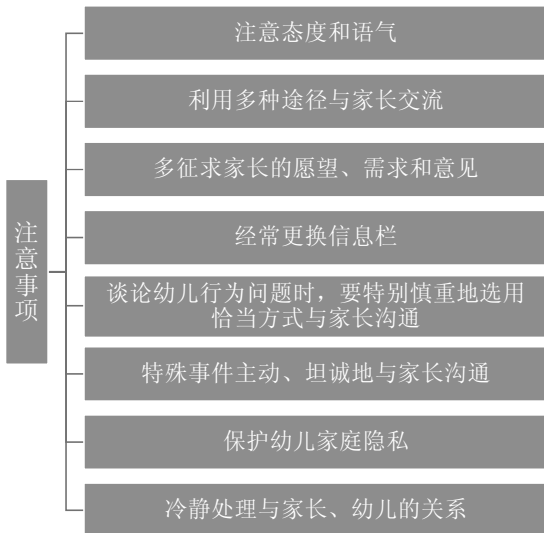 注意事项
注意态度和语气
利用多种途径与家长交流
多征求家长的愿望、需求和意见
经常更换信息栏
谈论幼儿行为问题时，要特别慎重地选用
恰当方式与家长沟通
特殊事件主动、坦诚地与家长沟通
保护幼儿家庭隐私
冷静处理与家长、幼儿的关系